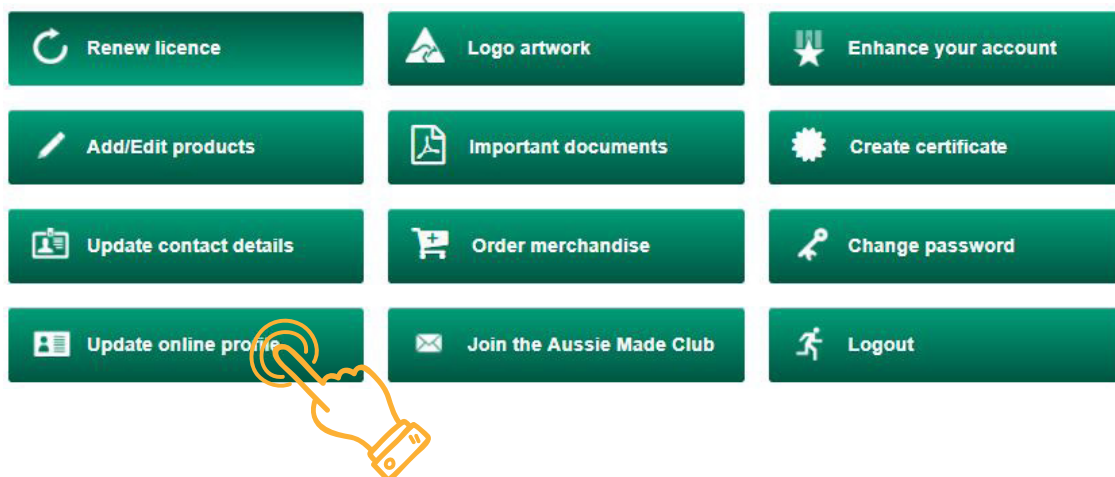 Renew licence
Logo artwork
Enhance your account
Add/Edit products
Important documents
Create certificate
Update contact details
Order merchandise
Change password
Update online profile
Join the Aussie Made Club
Logout